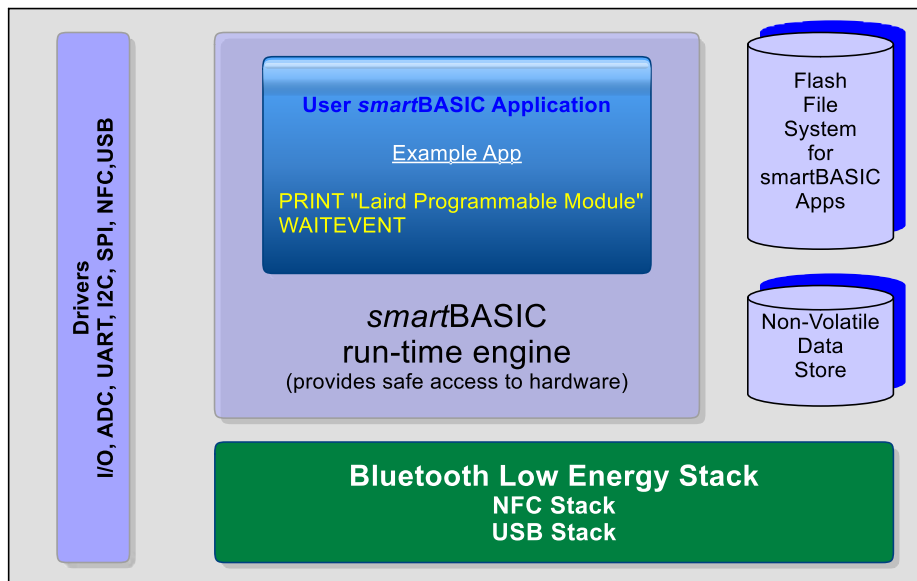 Drivers
I/O, ADC, UART, I2C, SPI, NFC,USB
User smartBASIC Application
Example App
PRINT "Laird Programmable Module"
WAITEVENT
smartBASIC
run-time engine
(provides safe access to hardware)
Flash
File
System
for
smartBASIC
Apps
Non-Volatile
Data
Store
Bluetooth Low Energy Stack
NFC Stack
USB Stack